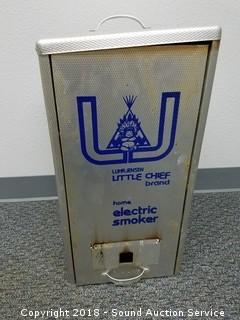 LUHR JENSEN
LITTLE CHIEF
brand
home
electric
smoker
Copyright 2018 - Sound Auction Service